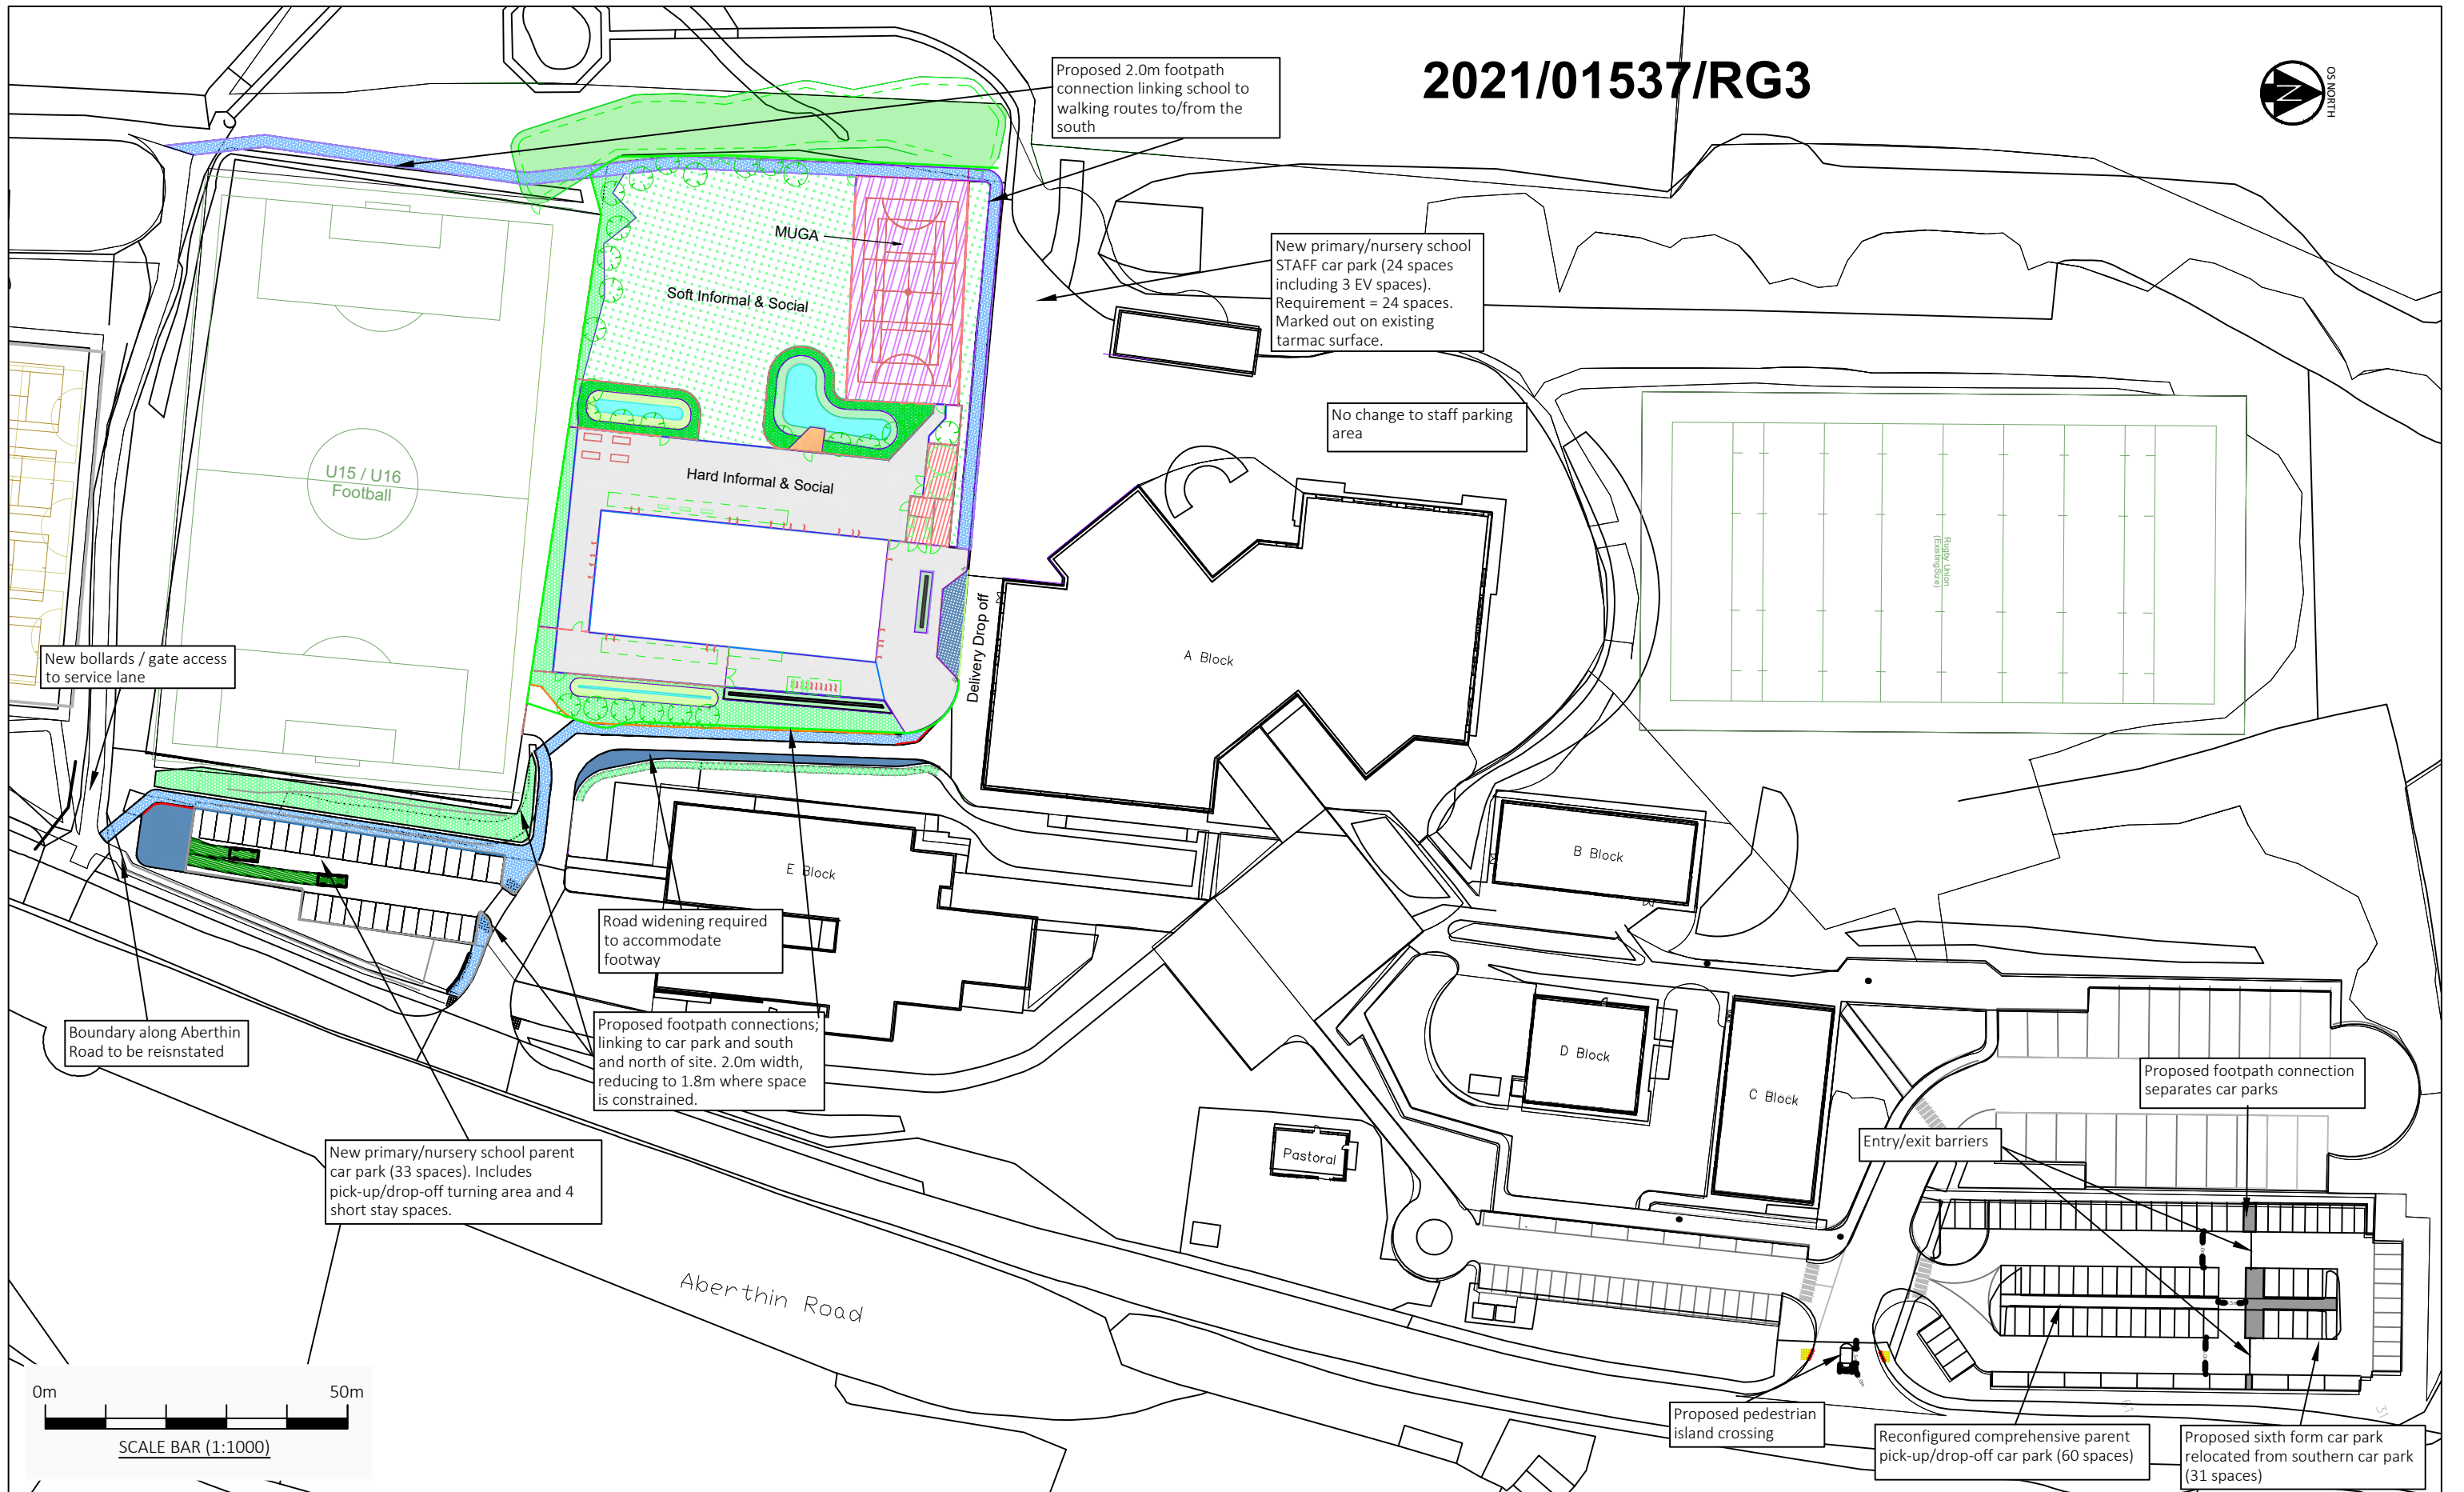 2021/01537/RG3
N
OS NORTH
Proposed 2.0m footpath
connection linking school to
walking routes to/from the
south
MUGA
Soft Informal & Social
New primary/nursery school
STAFF car park (24 spaces
including 3 EV spaces).
Requirement = 24 spaces.
Marked out on existing
tarmac surface.
No change to staff parking
area
U15 / U16
Football
Hard Informal & Social
Rugby Union
(ExistingSize)
Delivery Drop off
A Block
New bollards / gate access
to service lane
B Block
E Block
Road widening required
to accommodate
footway
Boundary along Aberthin
Road to be reisnstated
Proposed footpath connections;
linking to car park and south
and north of site. 2.0m width,
reducing to 1.8m where space
is constrained.
D Block
C Block
Proposed footpath connection
separates car parks
Entry/exit barriers
Pastoral
New primary/nursery school parent
car park (33 spaces). Includes
pick-up/drop-off turning area and 4
short stay spaces.
Aberthin Road
0m
50m
SCALE BAR (1:1000)
Proposed pedestrian
island crossing
Reconfigured comprehensive parent
pick-up/drop-off car park (60 spaces)
Proposed sixth form car park
relocated from southern car park
(31 spaces)
31